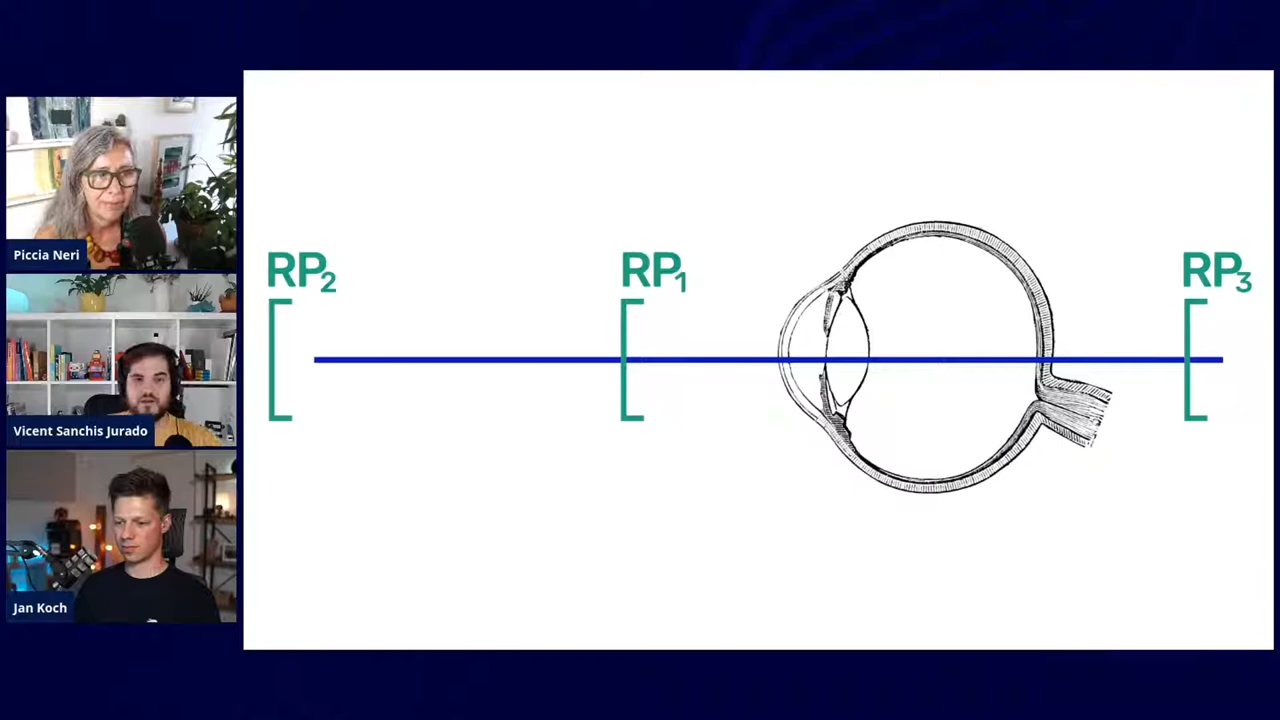 Piccia Neri
Vicent Sanchis Jurado
Jan Koch
RP2
RP1
RP3